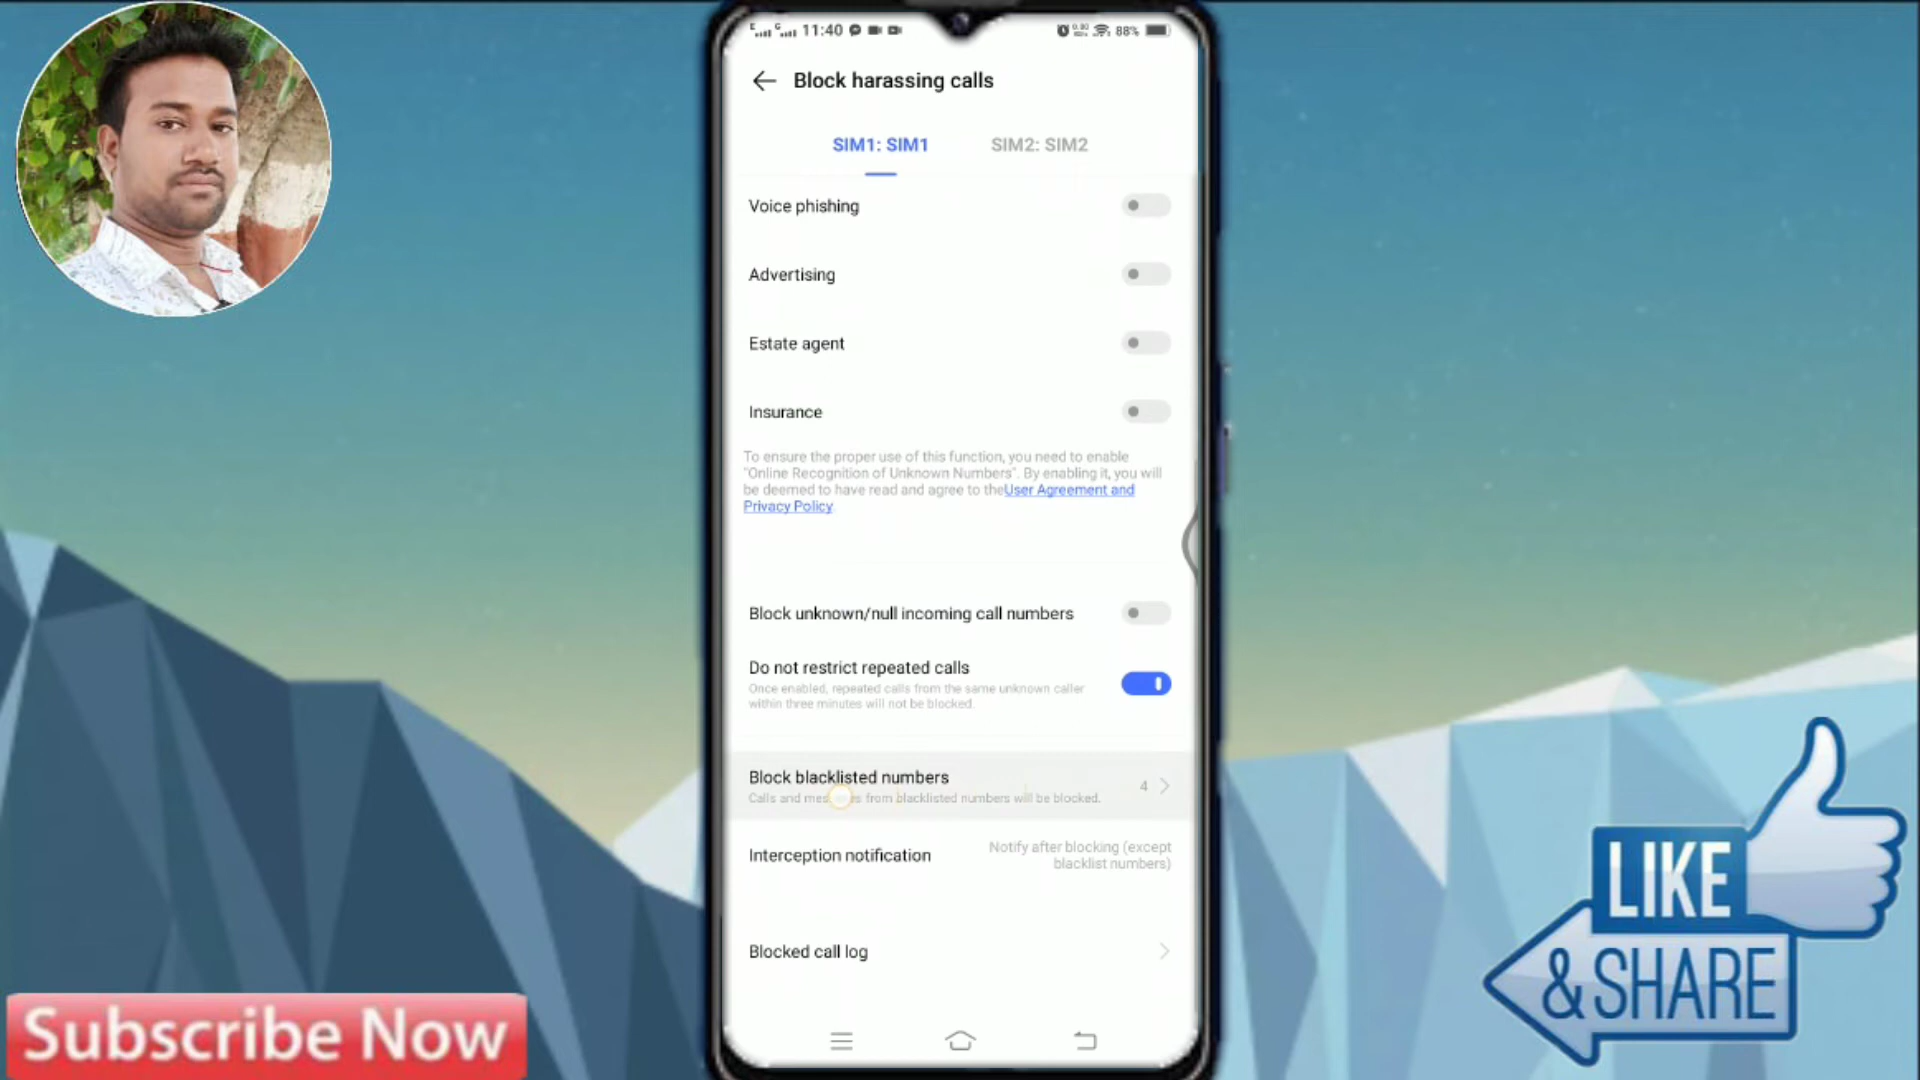 11:40
88%
Block harassing calls
SIM1: SIM1
SIM2: SIM2
Voice phishing
Advertising
Estate agent
Insurance
To ensure the proper use of this function, you need to enable
"Online Recognition of Unknown Numbers". By enabling it, you will
be deemed to have read and agree to theUser Agreement and
Privacy Policy
Block unknown/null incoming call numbers
Do not restrict repeated calls
Once enabled, repeated calls from the same unknown caller
within three minutes will not be blocked.
Block blacklisted numbers
4
Calls and messages from blacklisted numbers will be blocked.
Interception notification
Notify after blocking (except
blacklist numbers)
Blocked call log
Subscribe Now
LIKE
&SHARE